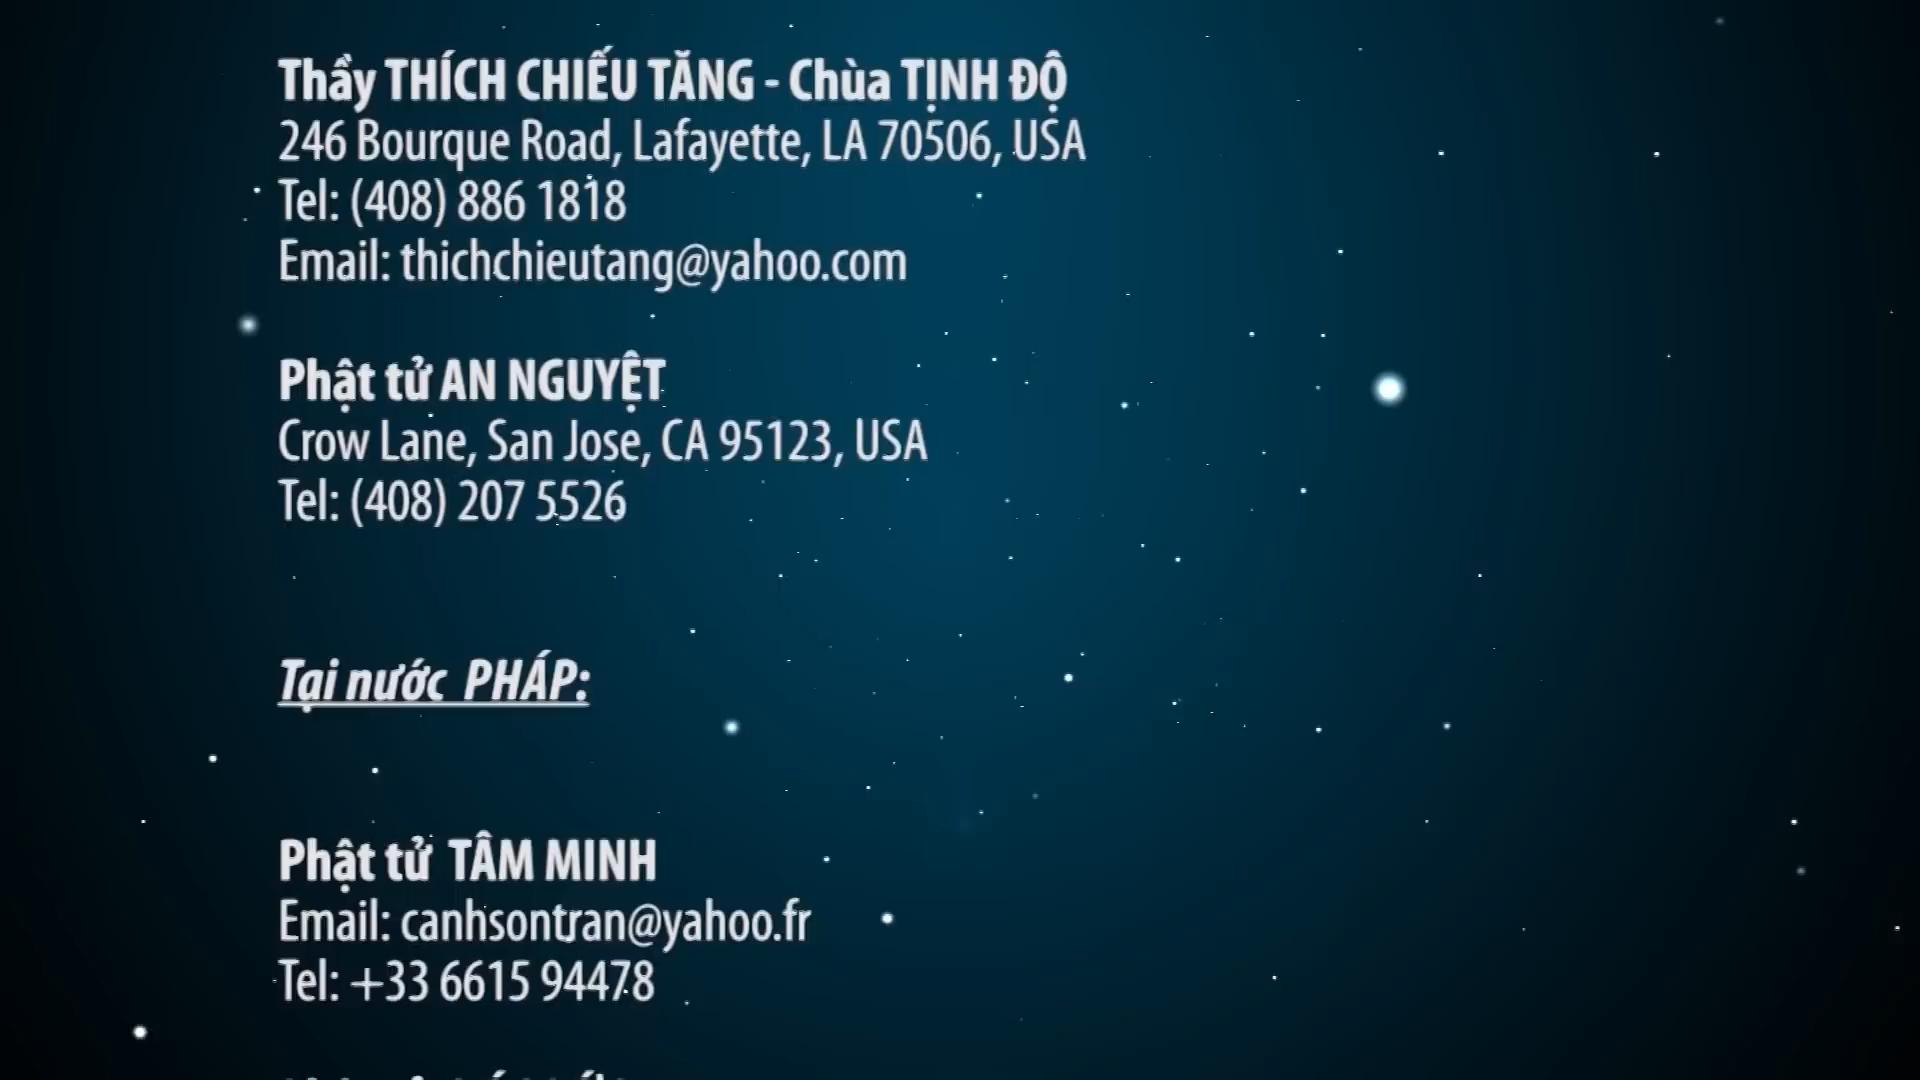 Thầy THÍCH CHIẾU TĂNG - Chùa TỊNH ĐỘ
246 Bourque Road, Lafayette, LA 70506, USA
Tel: (408) 886 1818
Email: thichchieutang@yahoo.com
Phật tử AN NGUYỆT
Crow Lane, San Jose, CA 95123, USA
Tel: (408) 207 5526
Tại nước PHÁP:
Phật tử TÂM MINH
Email: canhsontran@yahoo.fr
Tel: +33 6615 94478